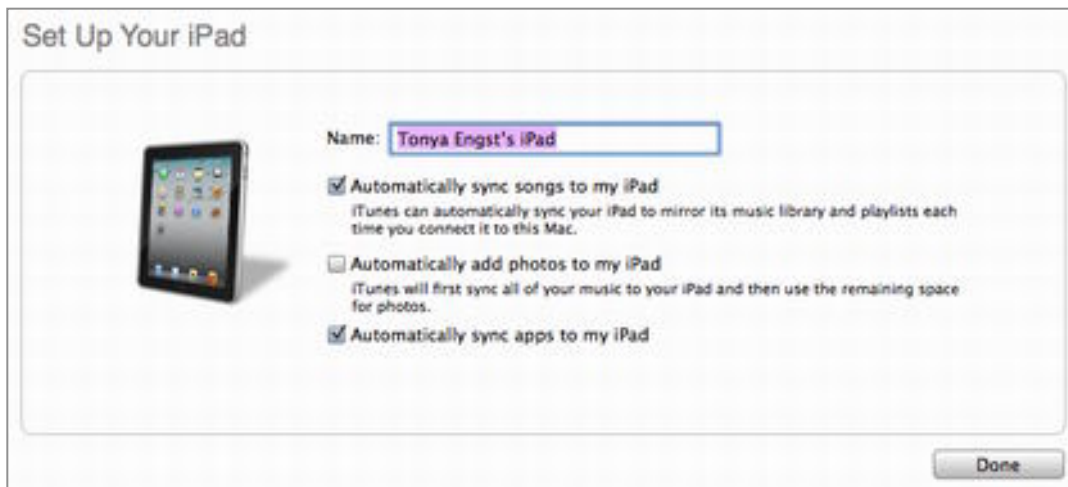 Set Up Your iPad
Name: Tonya Engst's iPad
Automatically sync songs to my iPad
iTunes can automatically sync your iPad to mirror its music library and playlists each
time you connect it to this Mac.
Automatically add photos to my iPad
iTunes will first sync all of your music to your iPad and then use the remaining space
for photos.
Automatically sync apps to my iPad
Done